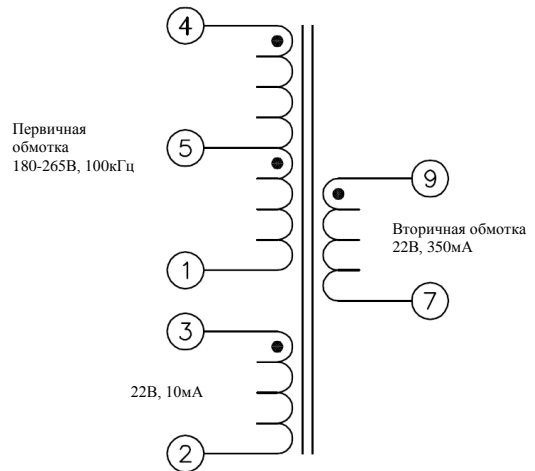 4
Первичная
обмотка
180-265В, 100кГц
5
9
Вторичная обмотка
22В, 350мА
1
7
3
22В, 10мА
2